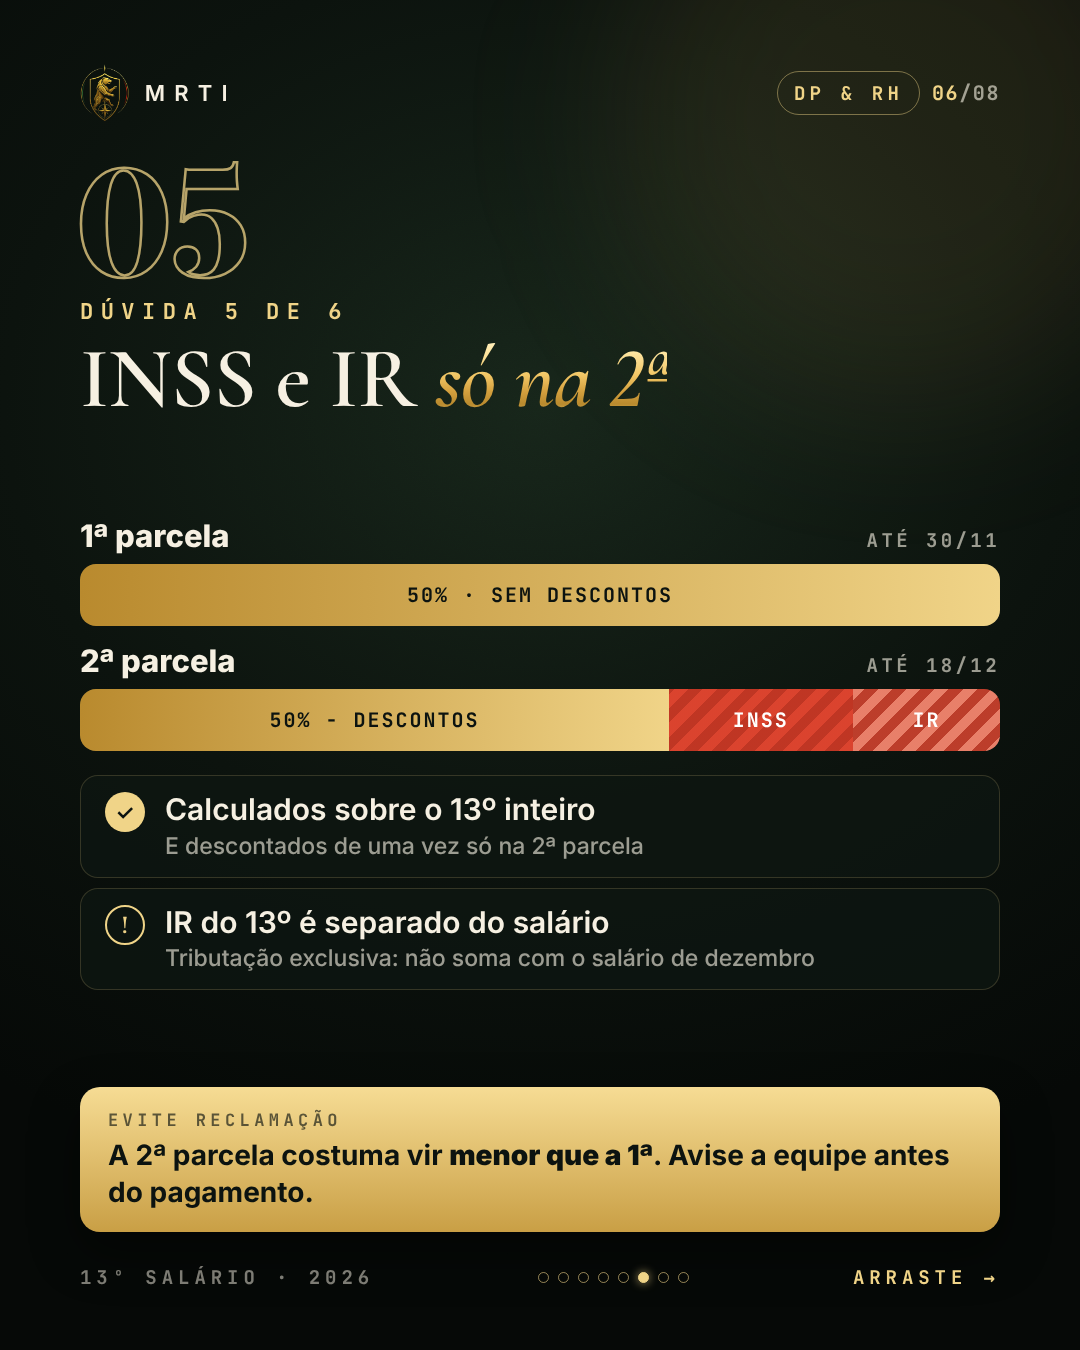 MRTI
DP & RH 06/08
05
DÚVIDA 5 DE 6
INSS e IR só na 2ª
1ª parcela ATÉ 30/11
50% · SEM DESCONTOS
2ª parcela ATÉ 18/12
50% - DESCONTOS INSS IR
Calculados sobre o 13º inteiro
E descontados de uma vez só na 2ª parcela
! IR do 13º é separado do salário
Tributação exclusiva: não soma com o salário de dezembro
EVITE RECLAMAÇÃO
A 2ª parcela costuma vir menor que a 1ª. Avise a equipe antes
do pagamento.
13° SALÁRIO · 2026 ARRASTE →